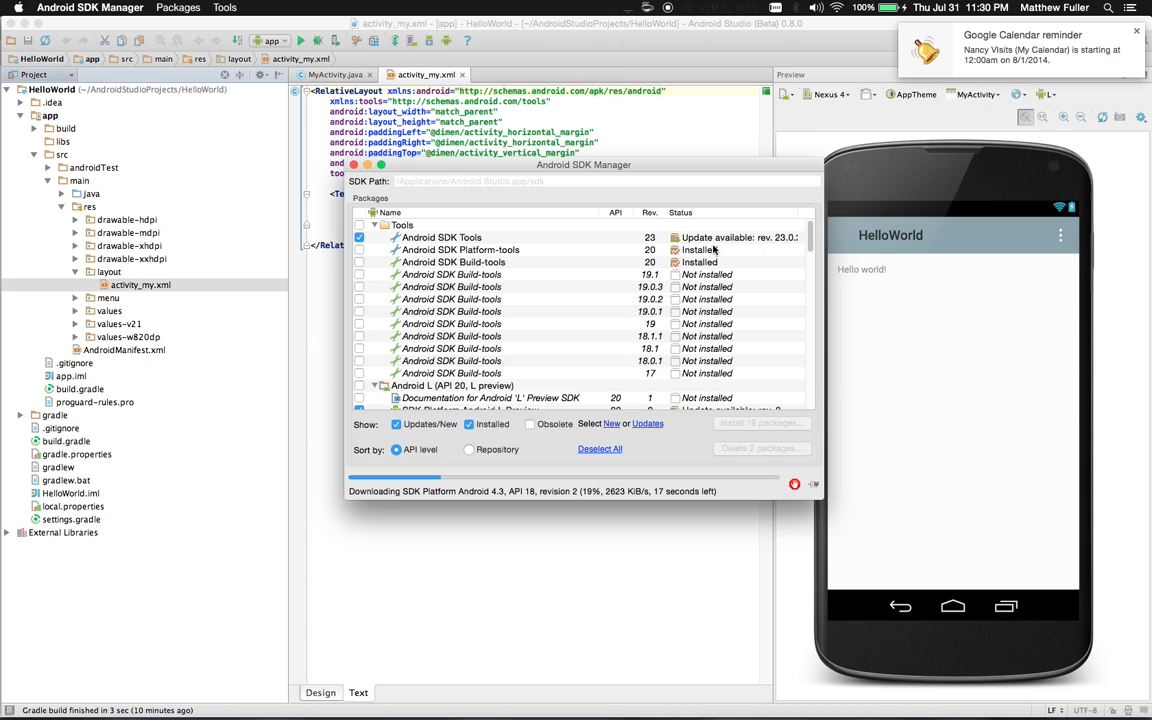 Android SDK Manager Packages Tools
100% Thu Jul 31 11:30 PM Matthew Fuller
activity_my.xml - [app] - [~/AndroidStudioProjects/HelloWorld] - Android Studio (Beta) 0.8.0
Google Calendar reminder
Nancy VIsits (My Calendar) is starting at
12:00am on 8/1/2014.
app
HelloWorld app src main res layout activity_my.xml
Project
MyActivity.java activity_my.xml
Preview
HelloWorld (~/AndroidStudioProjects/HelloWorld)
.idea
app
build
libs
src
androidTest
main
java
res
drawable-hdpi
drawable-mdpi
drawable-xhdpi
drawable-xxhdpi
layout
activity_my.xml
menu
values
values-v21
values-w820dp
AndroidManifest.xml
.gitignore
app.iml
build.gradle
proguard-rules.pro
gradle
.gitignore
build.gradle
gradle.properties
gradlew
gradlew.bat
HelloWorld.iml
local.properties
settings.gradle
External Libraries
<RelativeLayout xmlns:android="http://schemas.android.com/apk/res/android"
xmlns:tools="http://schemas.android.com/tools"
android:layout_width="match_parent"
android:layout_height="match_parent"
android:paddingLeft="@dimen/activity_horizontal_margin"
android:paddingRight="@dimen/activity_horizontal_margin"
android:paddingTop="@dimen/activity_vertical_margin"
and
too
<Te
</Relat
Design Text
Android SDK Manager
SDK Path: /Applications/Android Studio.app/sdk
Packages
Name API Rev. Status
Tools
Android SDK Tools 23 Update available: rev. 23.0.
Android SDK Platform-tools 20 Installed
Android SDK Build-tools 20 Installed
Android SDK Build-tools 19.1 Not installed
Android SDK Build-tools 19.0.3 Not installed
Android SDK Build-tools 19.0.2 Not installed
Android SDK Build-tools 19.0.1 Not installed
Android SDK Build-tools 19 Not installed
Android SDK Build-tools 18.1.1 Not installed
Android SDK Build-tools 18.1 Not installed
Android SDK Build-tools 18.0.1 Not installed
Android SDK Build-tools 17 Not installed
Android L (API 20, L preview)
Documentation for Android 'L' Preview SDK 20 1 Not installed
Show: Updates/New Installed Obsolete Select New or Updates Install 19 packages...
Sort by: API level Repository Deselect All Delete 2 packages...
Downloading SDK Platform Android 4.3, API 18, revision 2 (19%, 2623 KiB/s, 17 seconds left)
Nexus 4 AppTheme MyActivity L
HelloWorld
Hello world!
Gradle build finished in 3 sec (10 minutes ago)
LF UTF-8